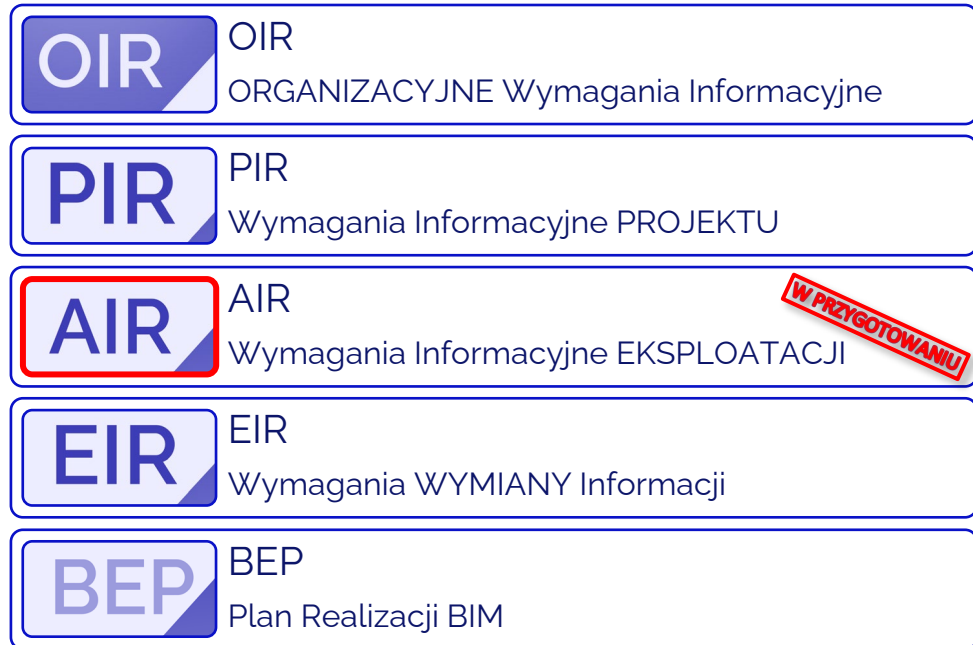 OIR
OIR
ORGANIZACYJNE Wymagania Informacyjne
PIR
PIR
Wymagania Informacyjne PROJEKTU
AIR
AIR
Wymagania Informacyjne EKSPLOATACJI
W PRZYGOTOWANIU
EIR
EIR
Wymagania WYMIANY Informacji
BEP
BEP
Plan Realizacji BIM